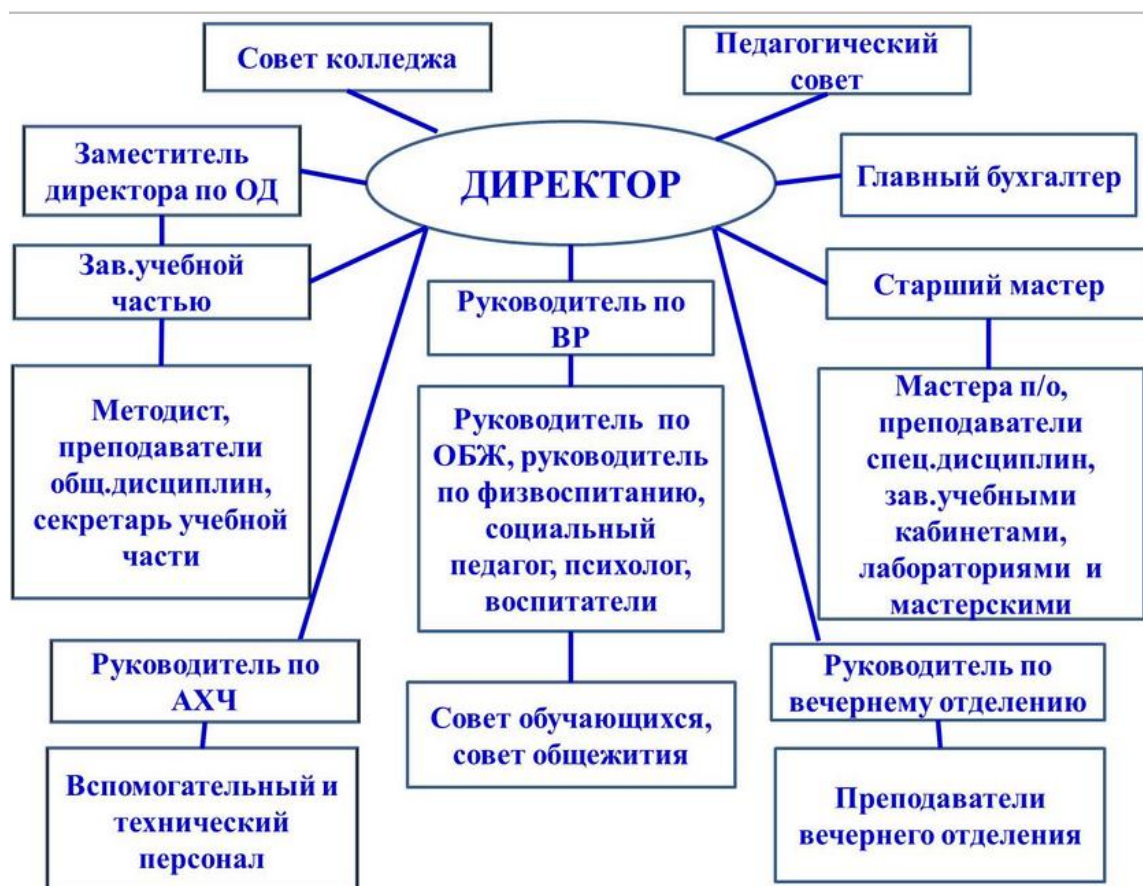 Совет колледжа
Педагогический
совет
Заместитель
директора по ОД
ДИРЕКТОР
Главный бухгалтер
Зав.учебной
частью
Руководитель по
ВР
Старший мастер
Методист,
преподаватели
общ.дисциплин,
секретарь учебной
части
Руководитель по
ОБЖ, руководитель
по физвоспитанию,
социальный
педагог, психолог,
воспитатели
Мастера п/о,
преподаватели
спец.дисциплин,
зав.учебными
кабинетами,
лабораториями и
мастерскими
Руководитель по
АХЧ
Совет обучающихся,
совет общежития
Руководитель по
вечернему отделению
Вспомогательный и
технический
персонал
Преподаватели
вечернего отделения